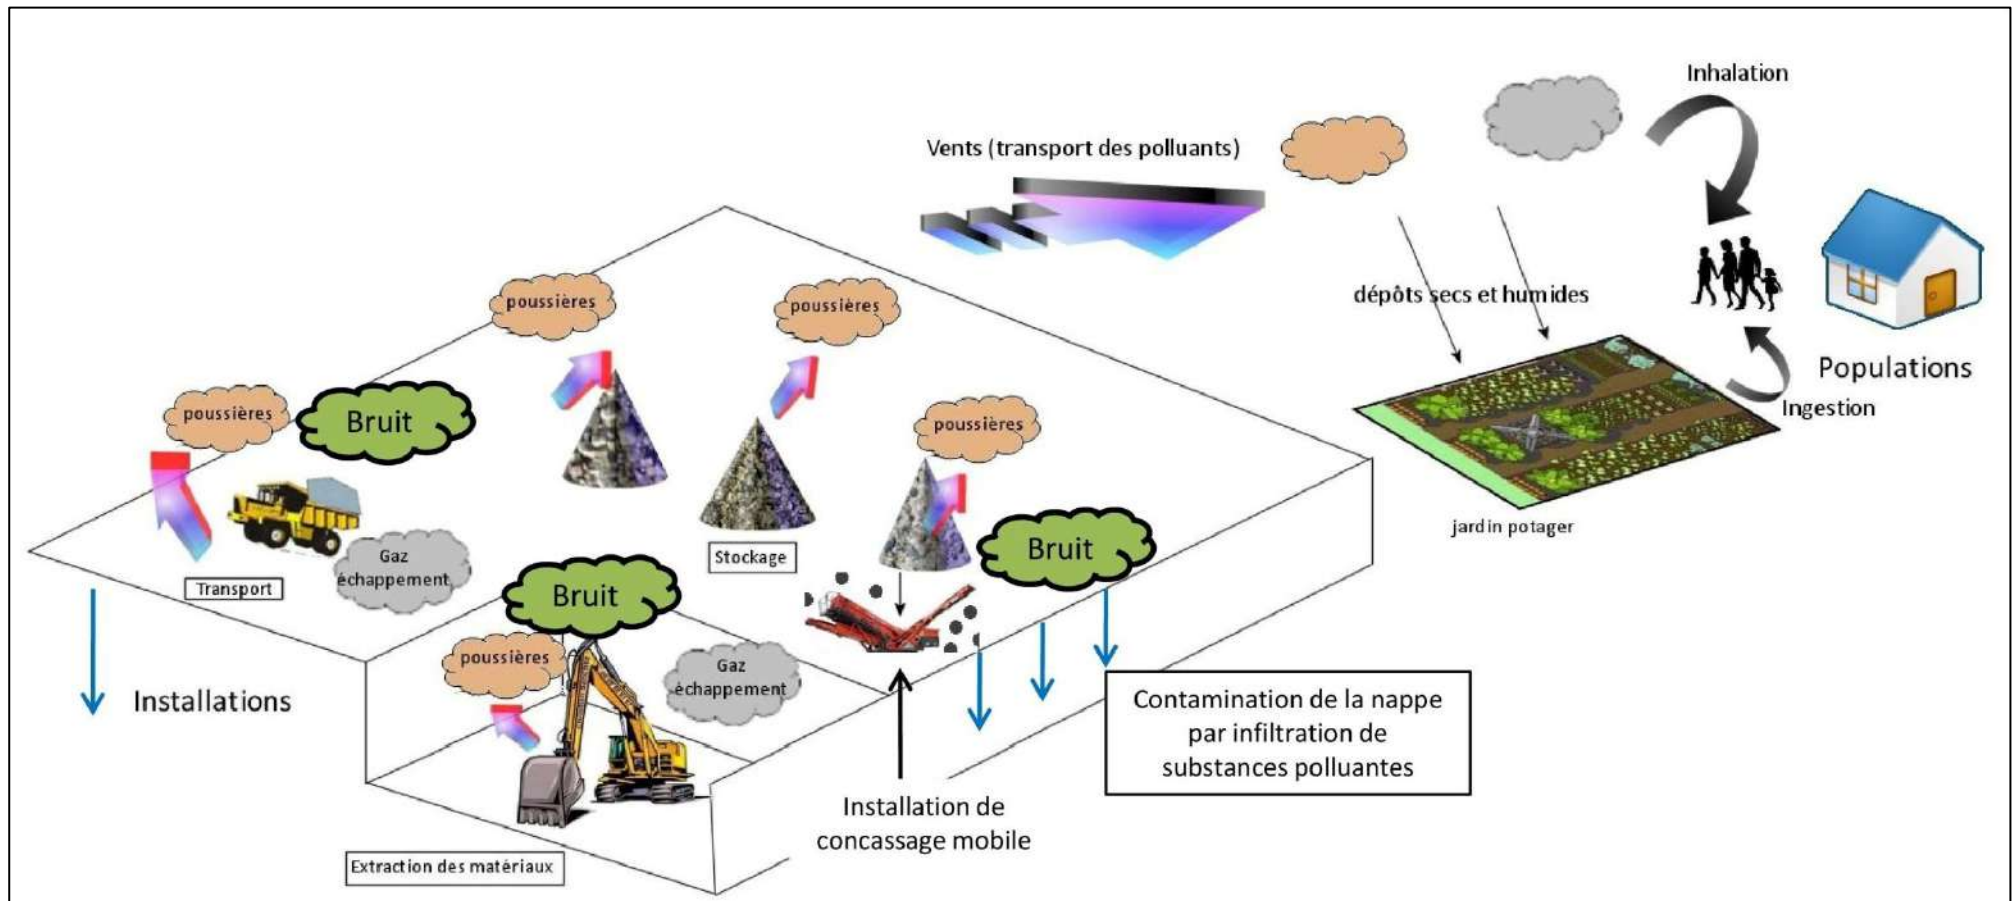 Inhalation
Vents (transport des polluants)
dépôts secs et humides
Populations
Ingestion
jardin potager
poussières
poussières
poussières
Bruit
poussières
Bruit
Stockage
Gaz
échappement
Transport
Bruit
poussières
Gaz
échappement
Installations
Contamination de la nappe
par infiltration de
substances polluantes
Installation de
concassage mobile
Extraction des matériaux